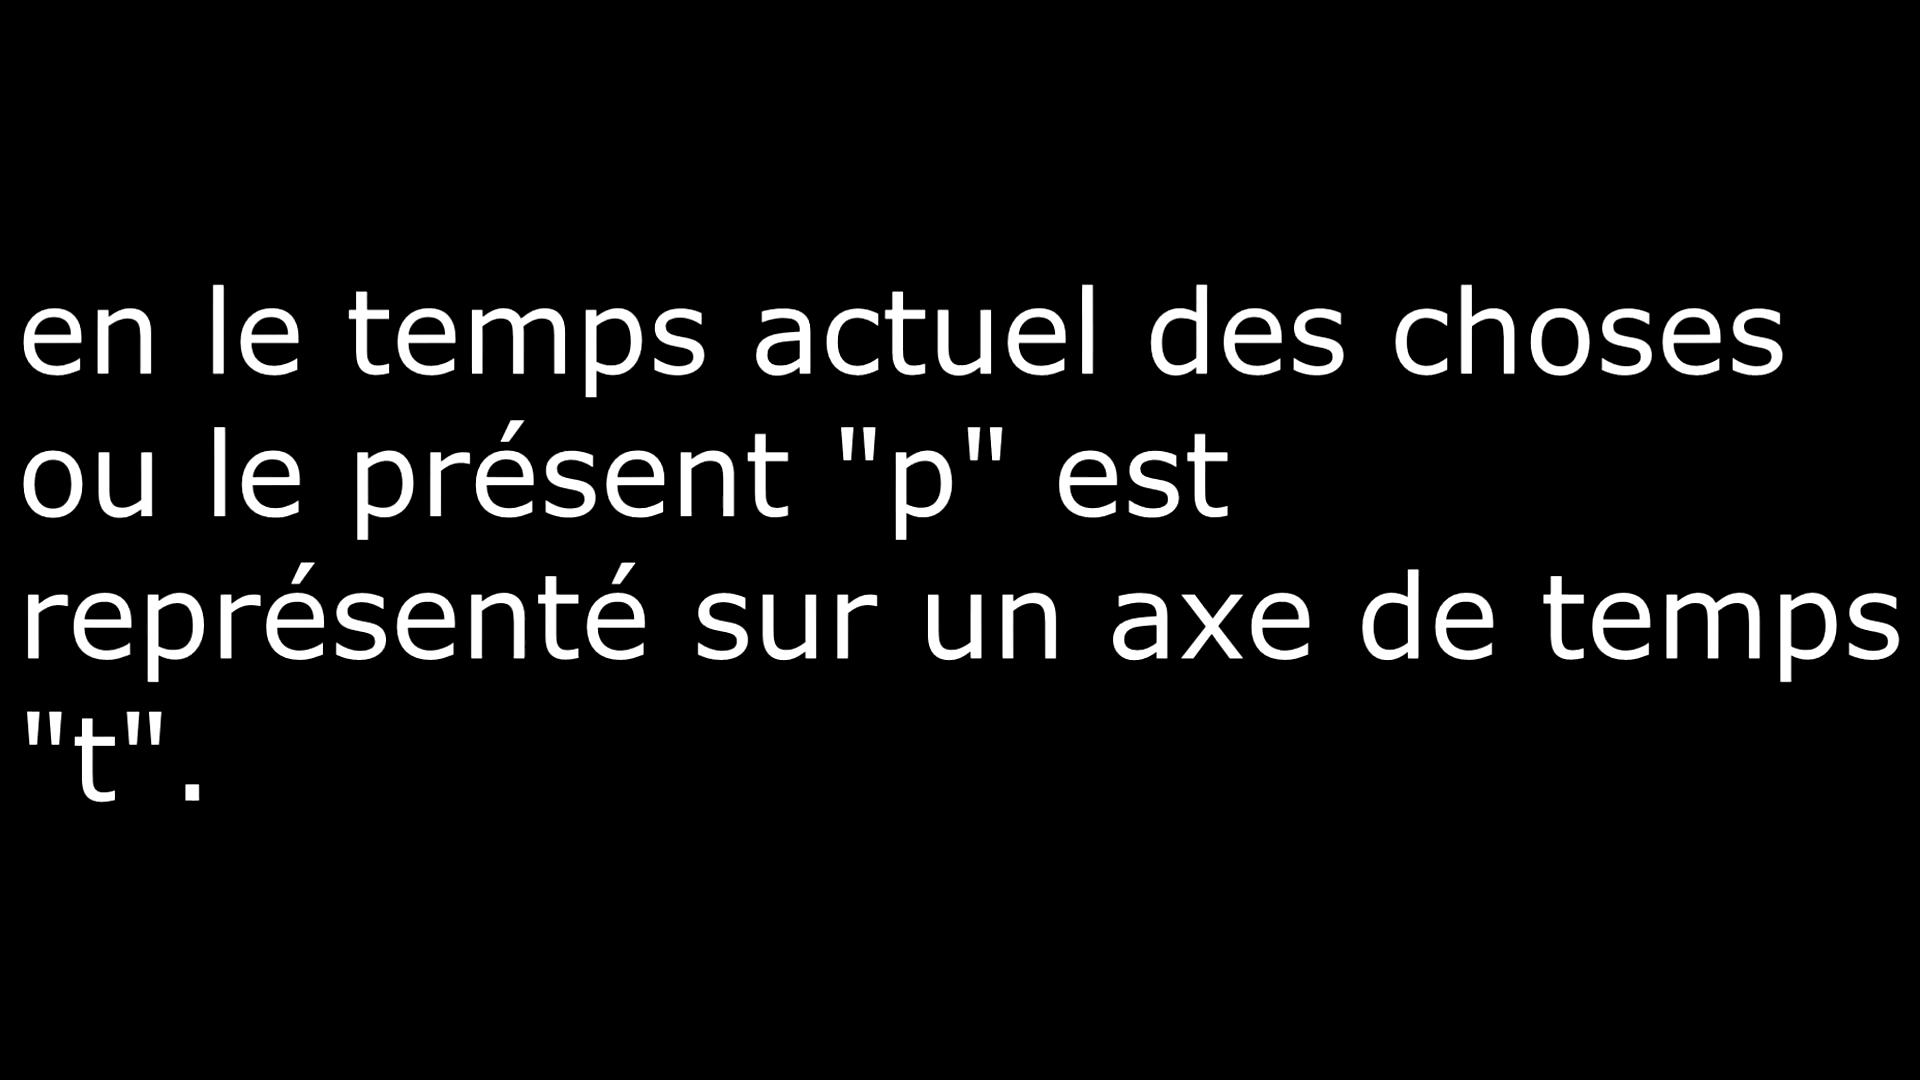 en le temps actuel des choses
ou le présent "p" est
représenté sur un axe de temps
"t".